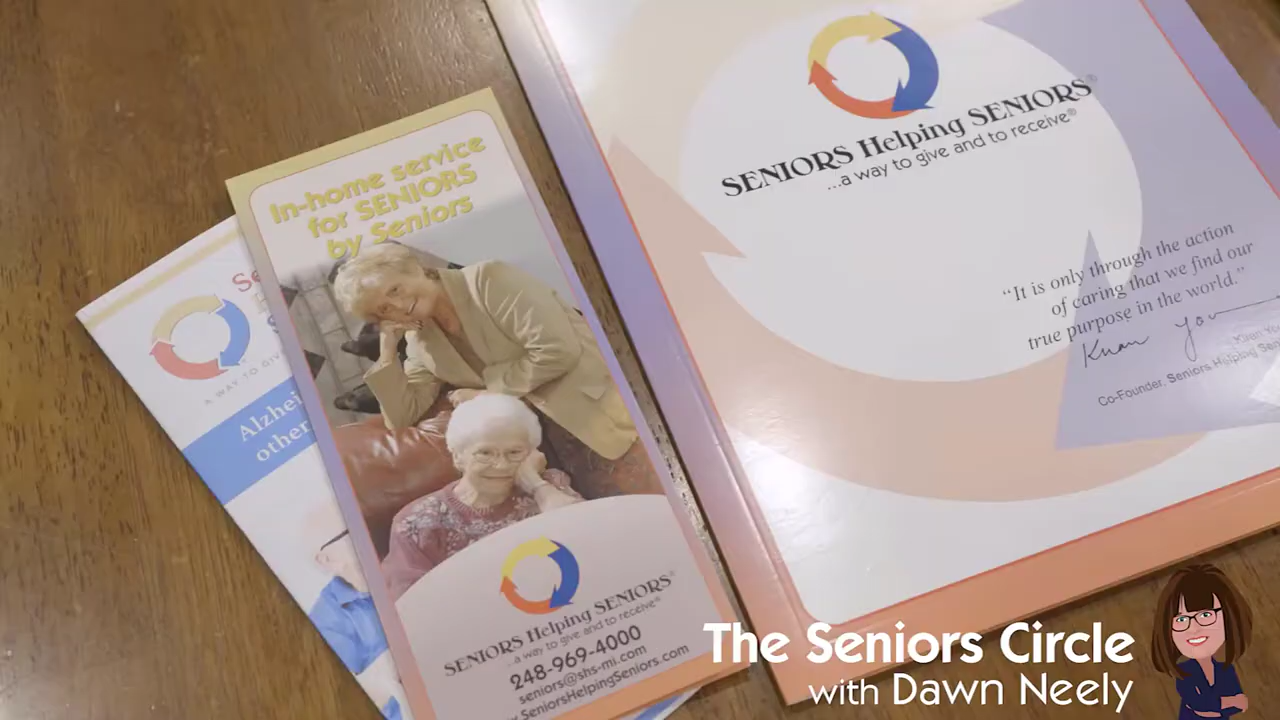 In-home service
for SENIORS
by Seniors
SENIORS Helping SENIORS®
...a way to give and to receive®
248-969-4000
seniors@shs-mi.com
SeniorsHelpingSeniors.com
A WAY TO GIV
Alzhei
other
SENIORS Helping SENIORS®
...a way to give and to receive®
“It is only through the action
of caring that we find our
true purpose in the world.”
Kiran Yo
Co-Founder, Seniors Helping Sen
The Seniors Circle
with Dawn Neely